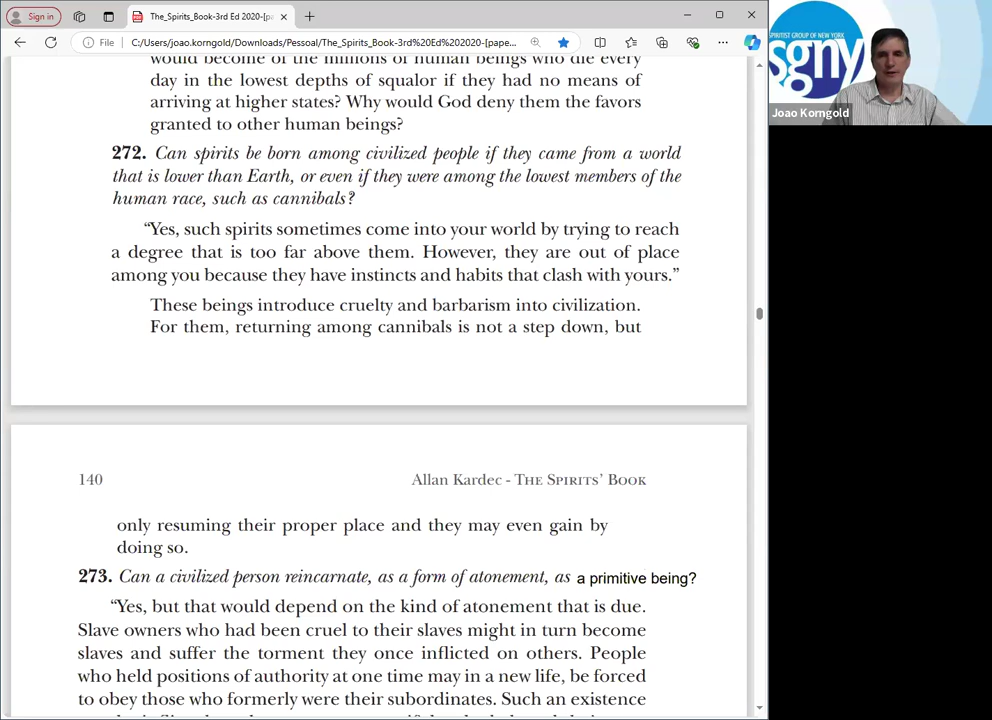 Sign in
The_Spirits_Book-3rd Ed 2020-[pa
File
C:/Users/joao.korngold/Downloads/Pessoal/The_Spirits_Book-3rd%20Ed%202020-[pape...
SPIRITIST GROUP OF NEW YORK
sgny
Joao Korngold
would become of the millions of human beings who die every
day in the lowest depths of squalor if they had no means of
arriving at higher states? Why would God deny them the favors
granted to other human beings?
272. Can spirits be born among civilized people if they came from a world
that is lower than Earth, or even if they were among the lowest members of the
human race, such as cannibals?
“Yes, such spirits sometimes come into your world by trying to reach
a degree that is too far above them. However, they are out of place
among you because they have instincts and habits that clash with yours.”
These beings introduce cruelty and barbarism into civilization.
For them, returning among cannibals is not a step down, but
140
Allan Kardec - The Spirits’ Book
only resuming their proper place and they may even gain by
doing so.
273. Can a civilized person reincarnate, as a form of atonement, as a primitive being?
“Yes, but that would depend on the kind of atonement that is due.
Slave owners who had been cruel to their slaves might in turn become
slaves and suffer the torment they once inflicted on others. People
who held positions of authority at one time may in a new life, be forced
to obey those who formerly were their subordinates. Such an existence